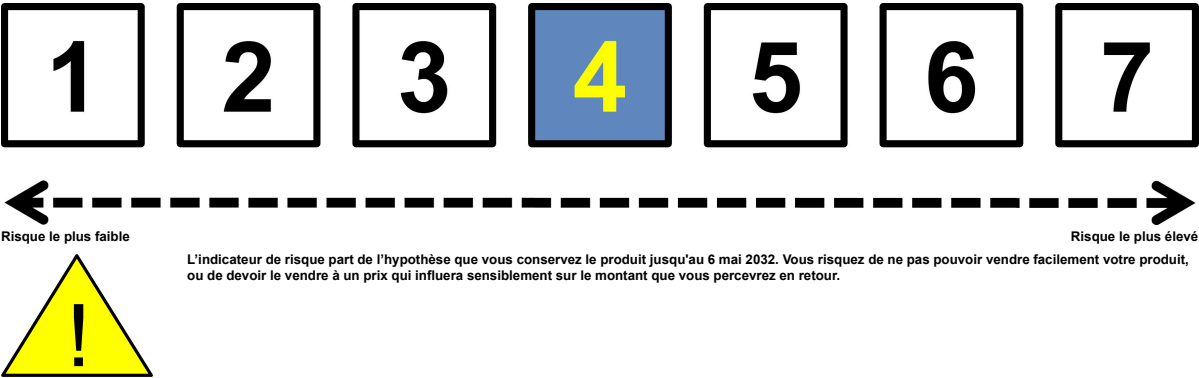 1 2 3 4 5 6 7
Risque le plus faible Risque le plus élevé
L’indicateur de risque part de l’hypothèse que vous conservez le produit jusqu'au 6 mai 2032. Vous risquez de ne pas pouvoir vendre facilement votre produit,
ou de devoir le vendre à un prix qui influera sensiblement sur le montant que vous percevrez en retour.
!